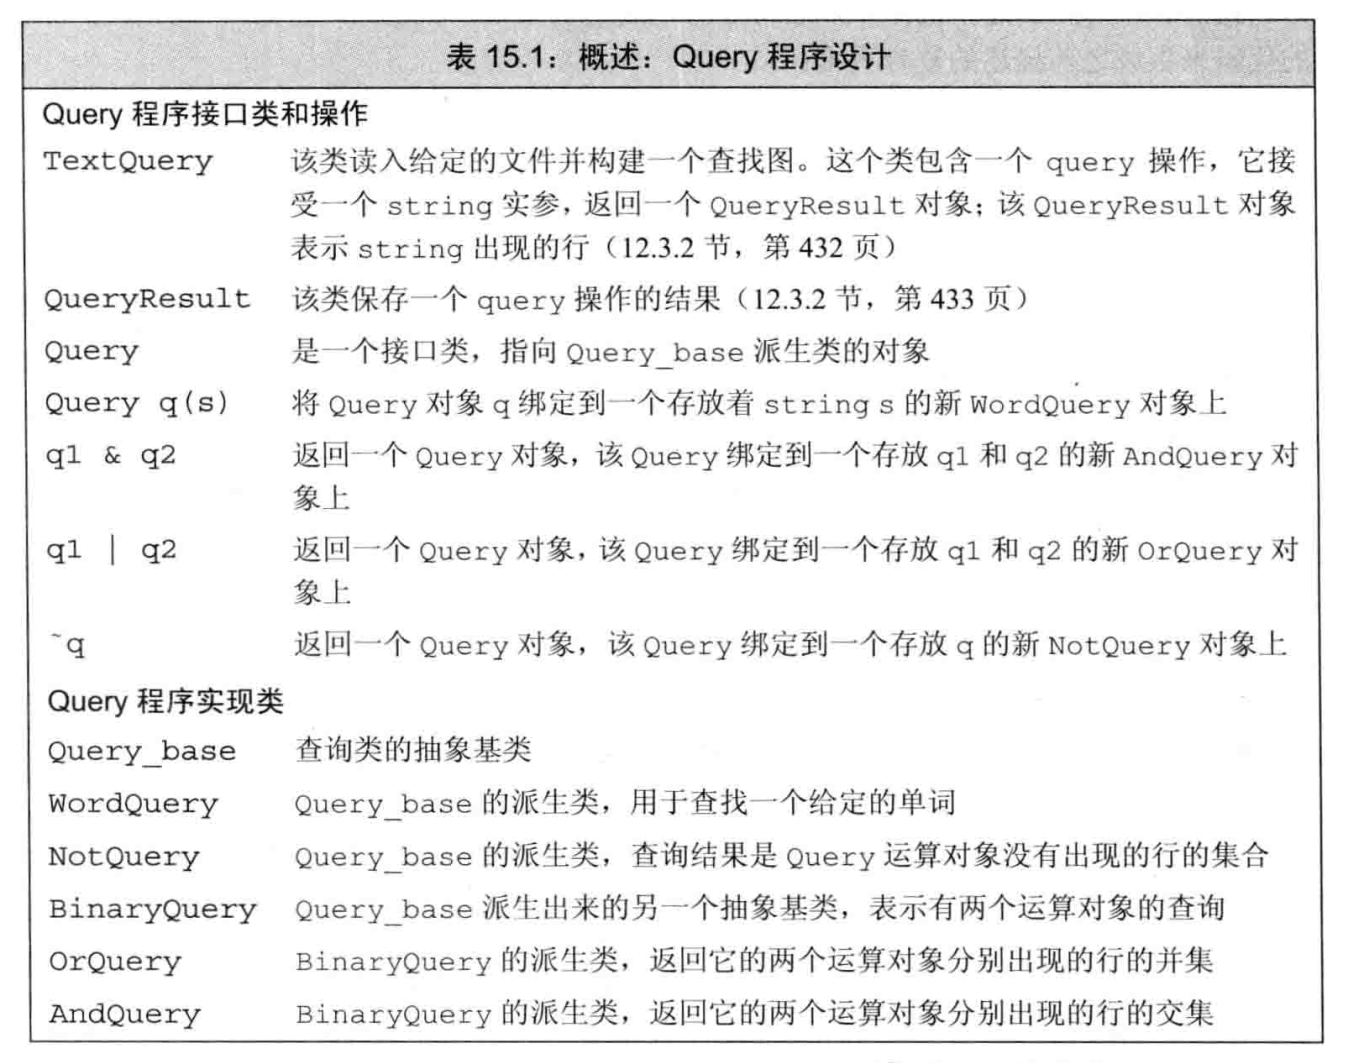 表 15.1：概述：Query 程序设计
Query 程序接口类和操作
TextQuery 该类读入给定的文件并构建一个查找图。这个类包含一个 query 操作，它接
受一个 string 实参，返回一个 QueryResult 对象；该 QueryResult 对象
表示 string 出现的行（12.3.2 节，第 432 页）
QueryResult 该类保存一个 query 操作的结果（12.3.2 节，第 433 页）
Query 是一个接口类，指向 Query_base 派生类的对象
Query q(s) 将 Query 对象 q 绑定到一个存放着 string s 的新 WordQuery 对象上
q1 & q2 返回一个 Query 对象，该 Query 绑定到一个存放 q1 和 q2 的新 AndQuery 对
象上
q1 | q2 返回一个 Query 对象，该 Query 绑定到一个存放 q1 和 q2 的新 OrQuery 对
象上
~q 返回一个 Query 对象，该 Query 绑定到一个存放 q 的新 NotQuery 对象上
Query 程序实现类
Query_base 查询类的抽象基类
WordQuery Query_base 的派生类，用于查找一个给定的单词
NotQuery Query_base 的派生类，查询结果是 Query 运算对象没有出现的行的集合
BinaryQuery Query_base 派生出来的另一个抽象基类，表示有两个运算对象的查询
OrQuery BinaryQuery 的派生类，返回它的两个运算对象分别出现的行的并集
AndQuery BinaryQuery 的派生类，返回它的两个运算对象分别出现的行的交集